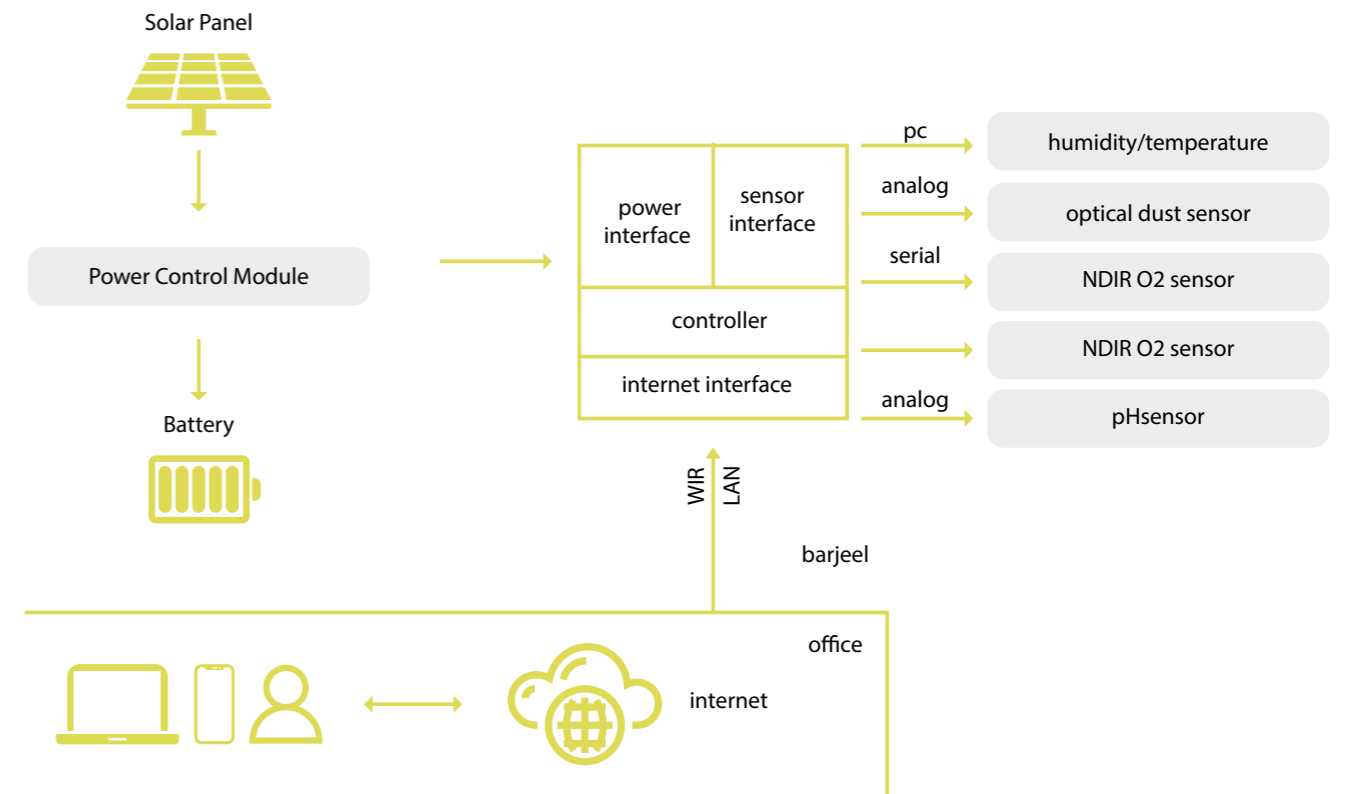 Solar Panel
Power Control Module
Battery
power
interface
sensor
interface
controller
internet interface
pc
analog
serial
analog
humidity/temperature
optical dust sensor
NDIR O2 sensor
NDIR O2 sensor
pHsensor
WIR
LAN
barjeel
office
internet